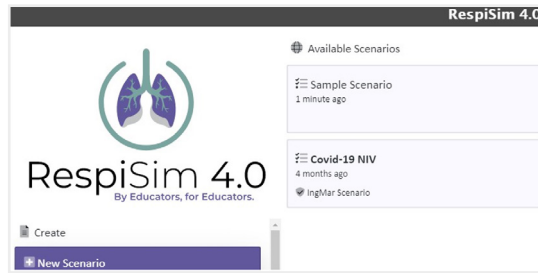 RespiSim 4.0
Available Scenarios
Sample Scenario
1 minute ago
Covid-19 NIV
4 months ago
IngMar Scenario
RespiSim 4.0
By Educators, for Educators.
Create
New Scenario